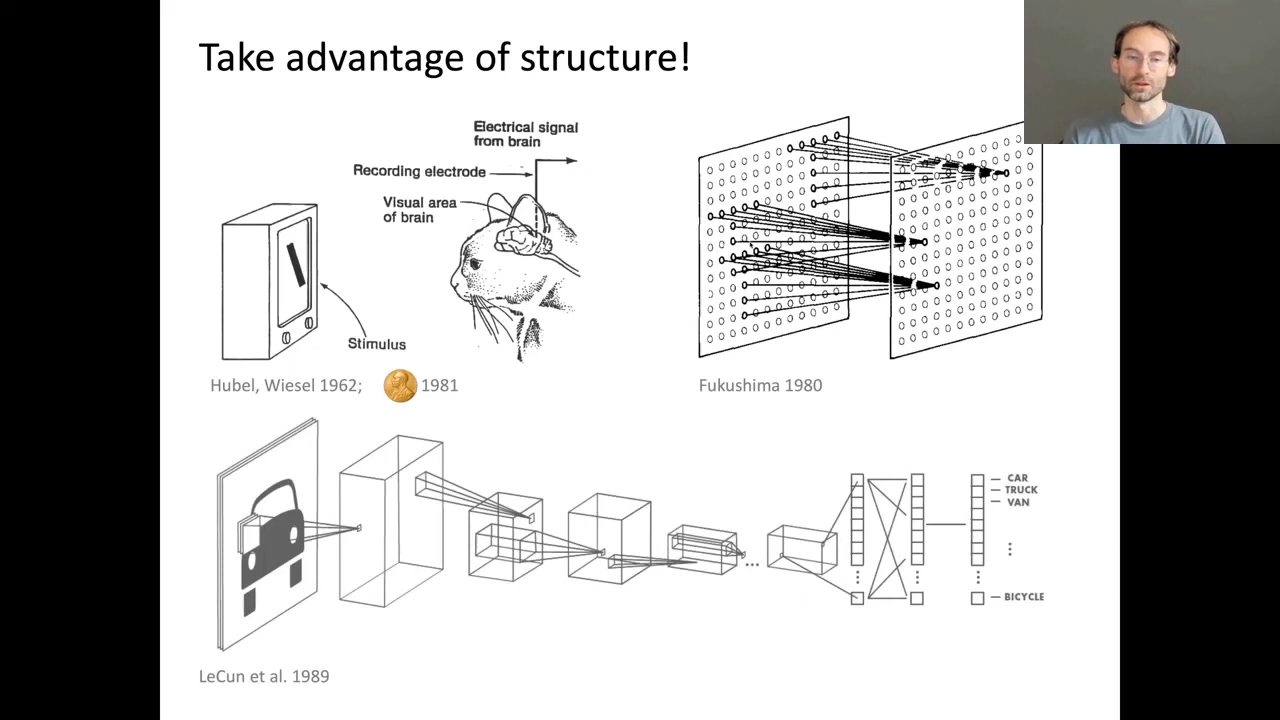 Take advantage of structure!
Electrical signal
from brain
Recording electrode
Visual area
of brain
Stimulus
Hubel, Wiesel 1962; 1981
Fukushima 1980
CAR
TRUCK
VAN
BICYCLE
LeCun et al. 1989